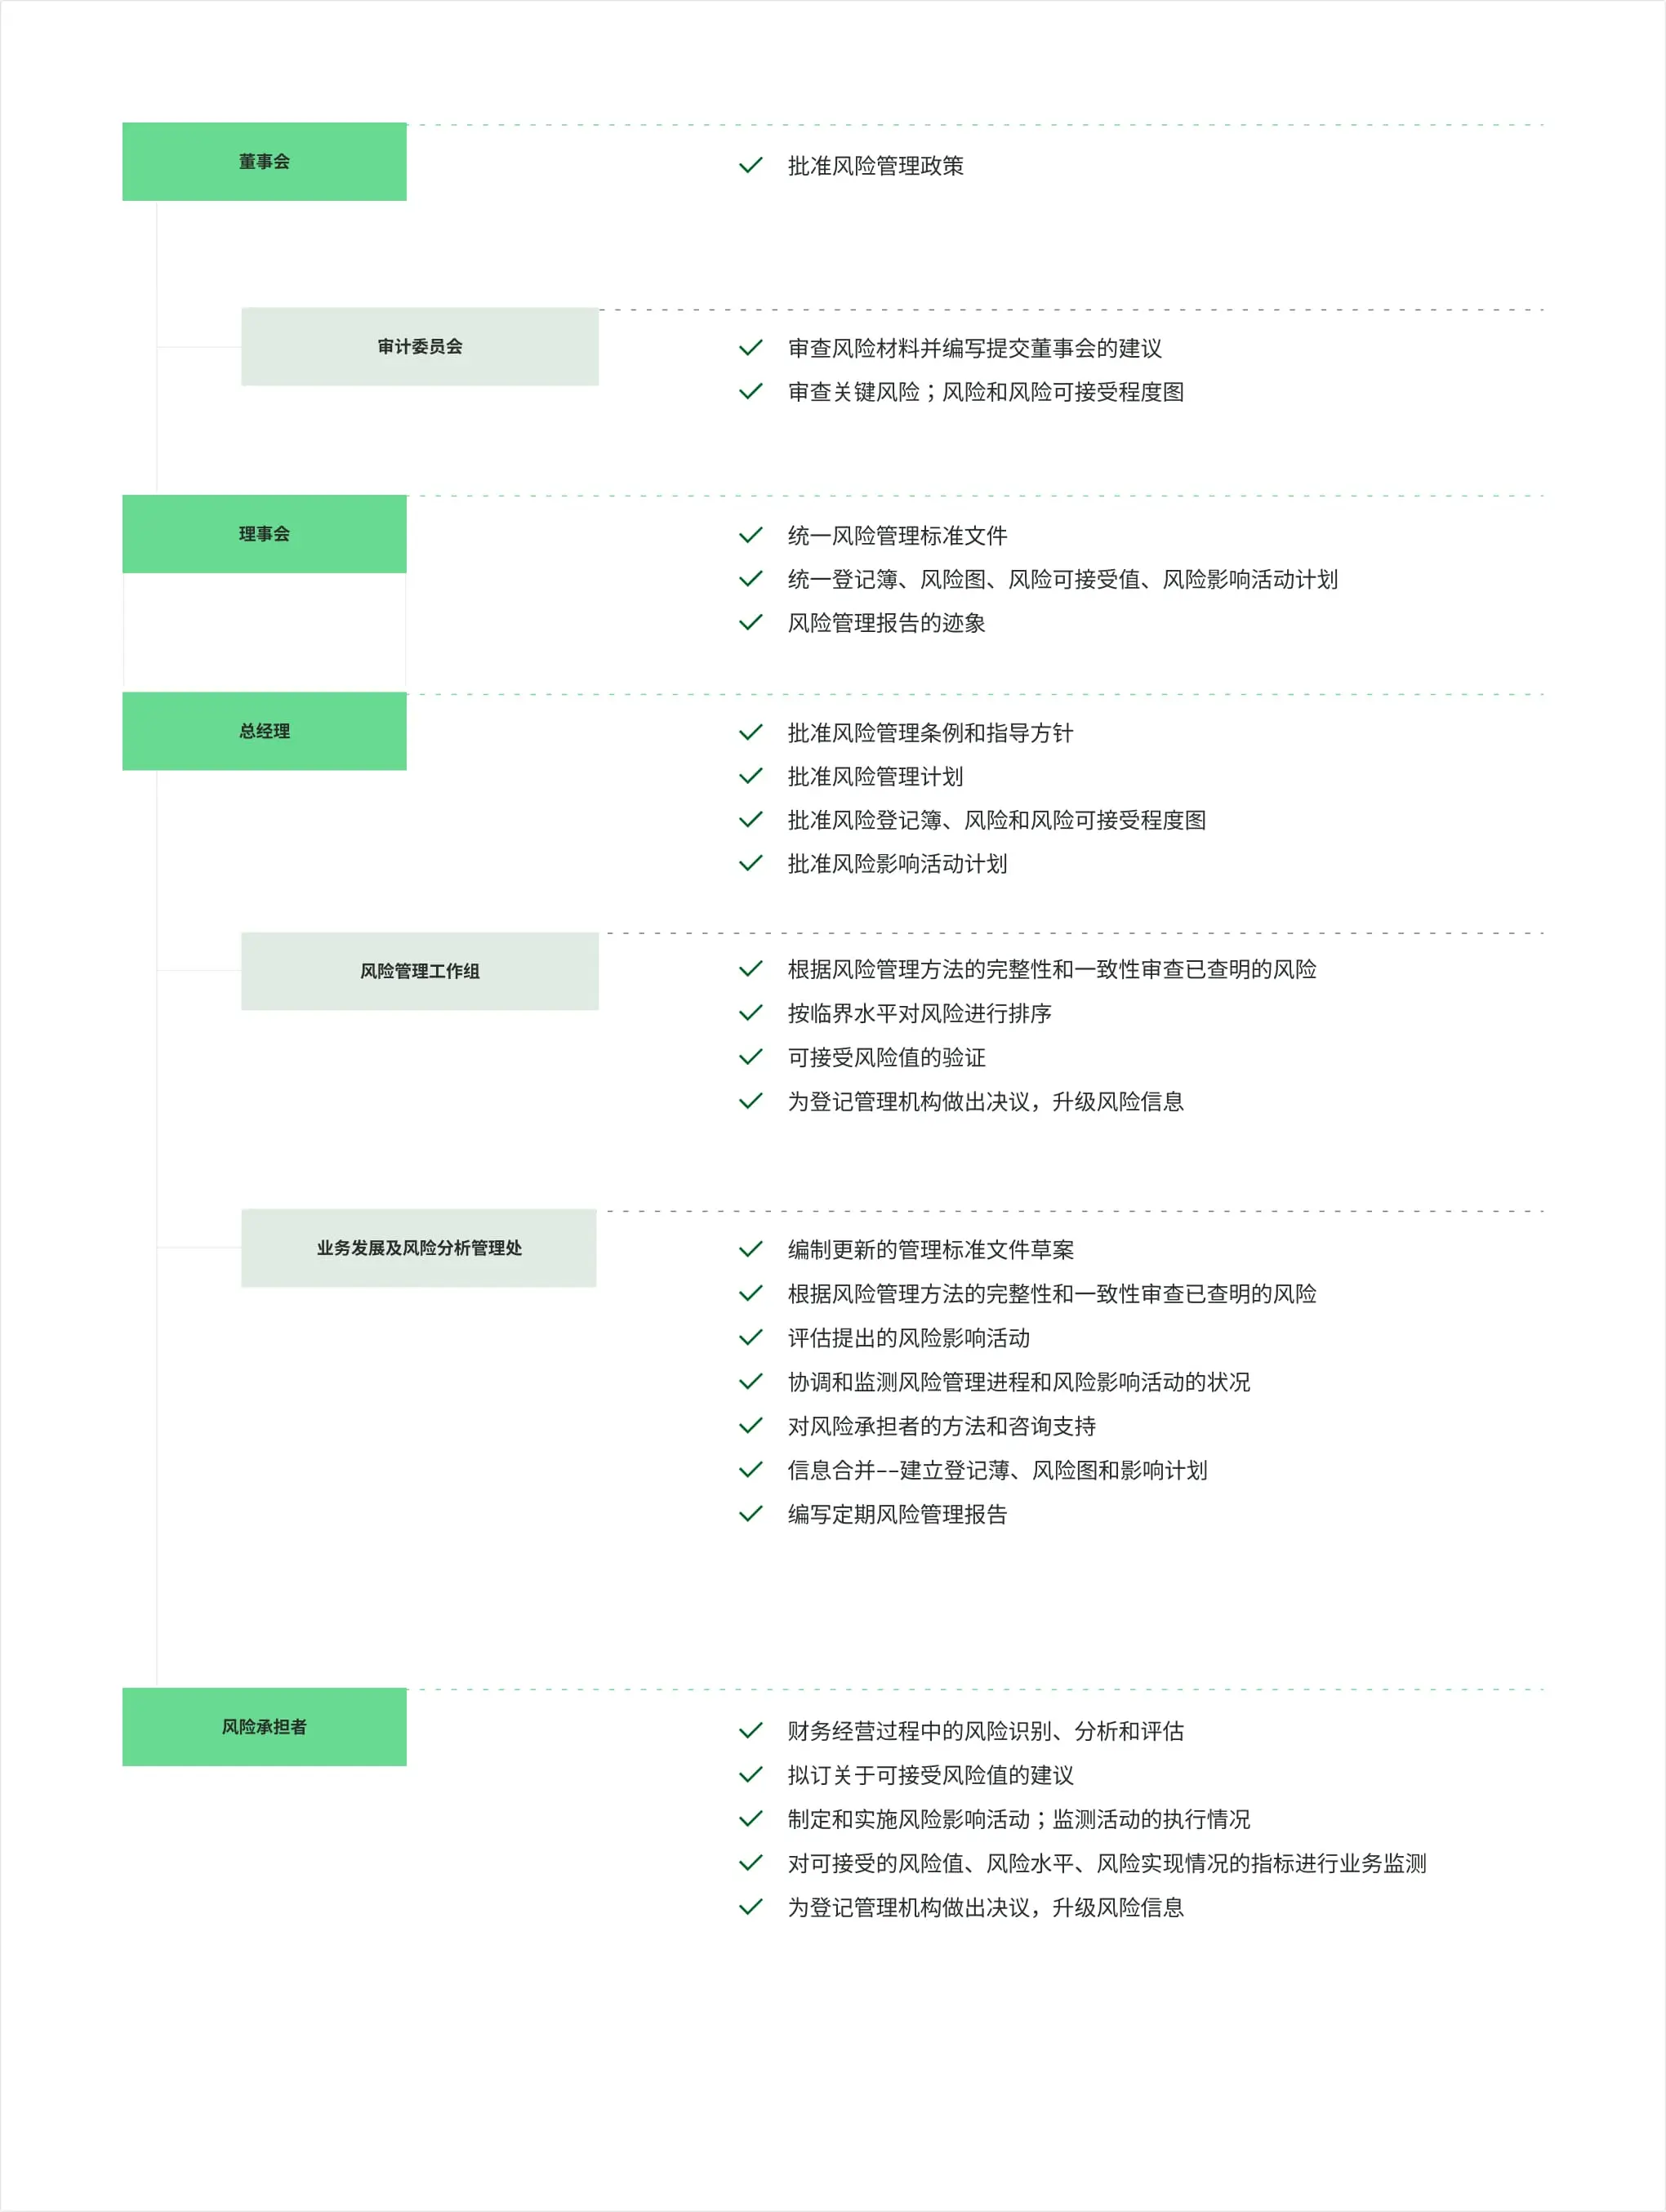 董事会
批准风险管理政策
审计委员会
审查风险材料并编写提交董事会的建议
审查关键风险；风险和风险可接受程度图
理事会
统一风险管理标准文件
统一登记簿、风险图、风险可接受值、风险影响活动计划
风险管理报告的迹象
总经理
批准风险管理条例和指导方针
批准风险管理计划
批准风险登记簿、风险和风险可接受程度图
批准风险影响活动计划
风险管理工作组
根据风险管理方法的完整性和一致性审查已查明的风险
按临界水平对风险进行排序
可接受风险值的验证
为登记管理机构做出决议，升级风险信息
业务发展及风险分析管理处
编制更新的管理标准文件草案
根据风险管理方法的完整性和一致性审查已查明的风险
评估提出的风险影响活动
协调和监测风险管理进程和风险影响活动的状况
对风险承担者的方法和咨询支持
信息合并--建立登记薄、风险图和影响计划
编写定期风险管理报告
风险承担者
财务经营过程中的风险识别、分析和评估
拟订关于可接受风险值的建议
制定和实施风险影响活动；监测活动的执行情况
对可接受的风险值、风险水平、风险实现情况的指标进行业务监测
为登记管理机构做出决议，升级风险信息